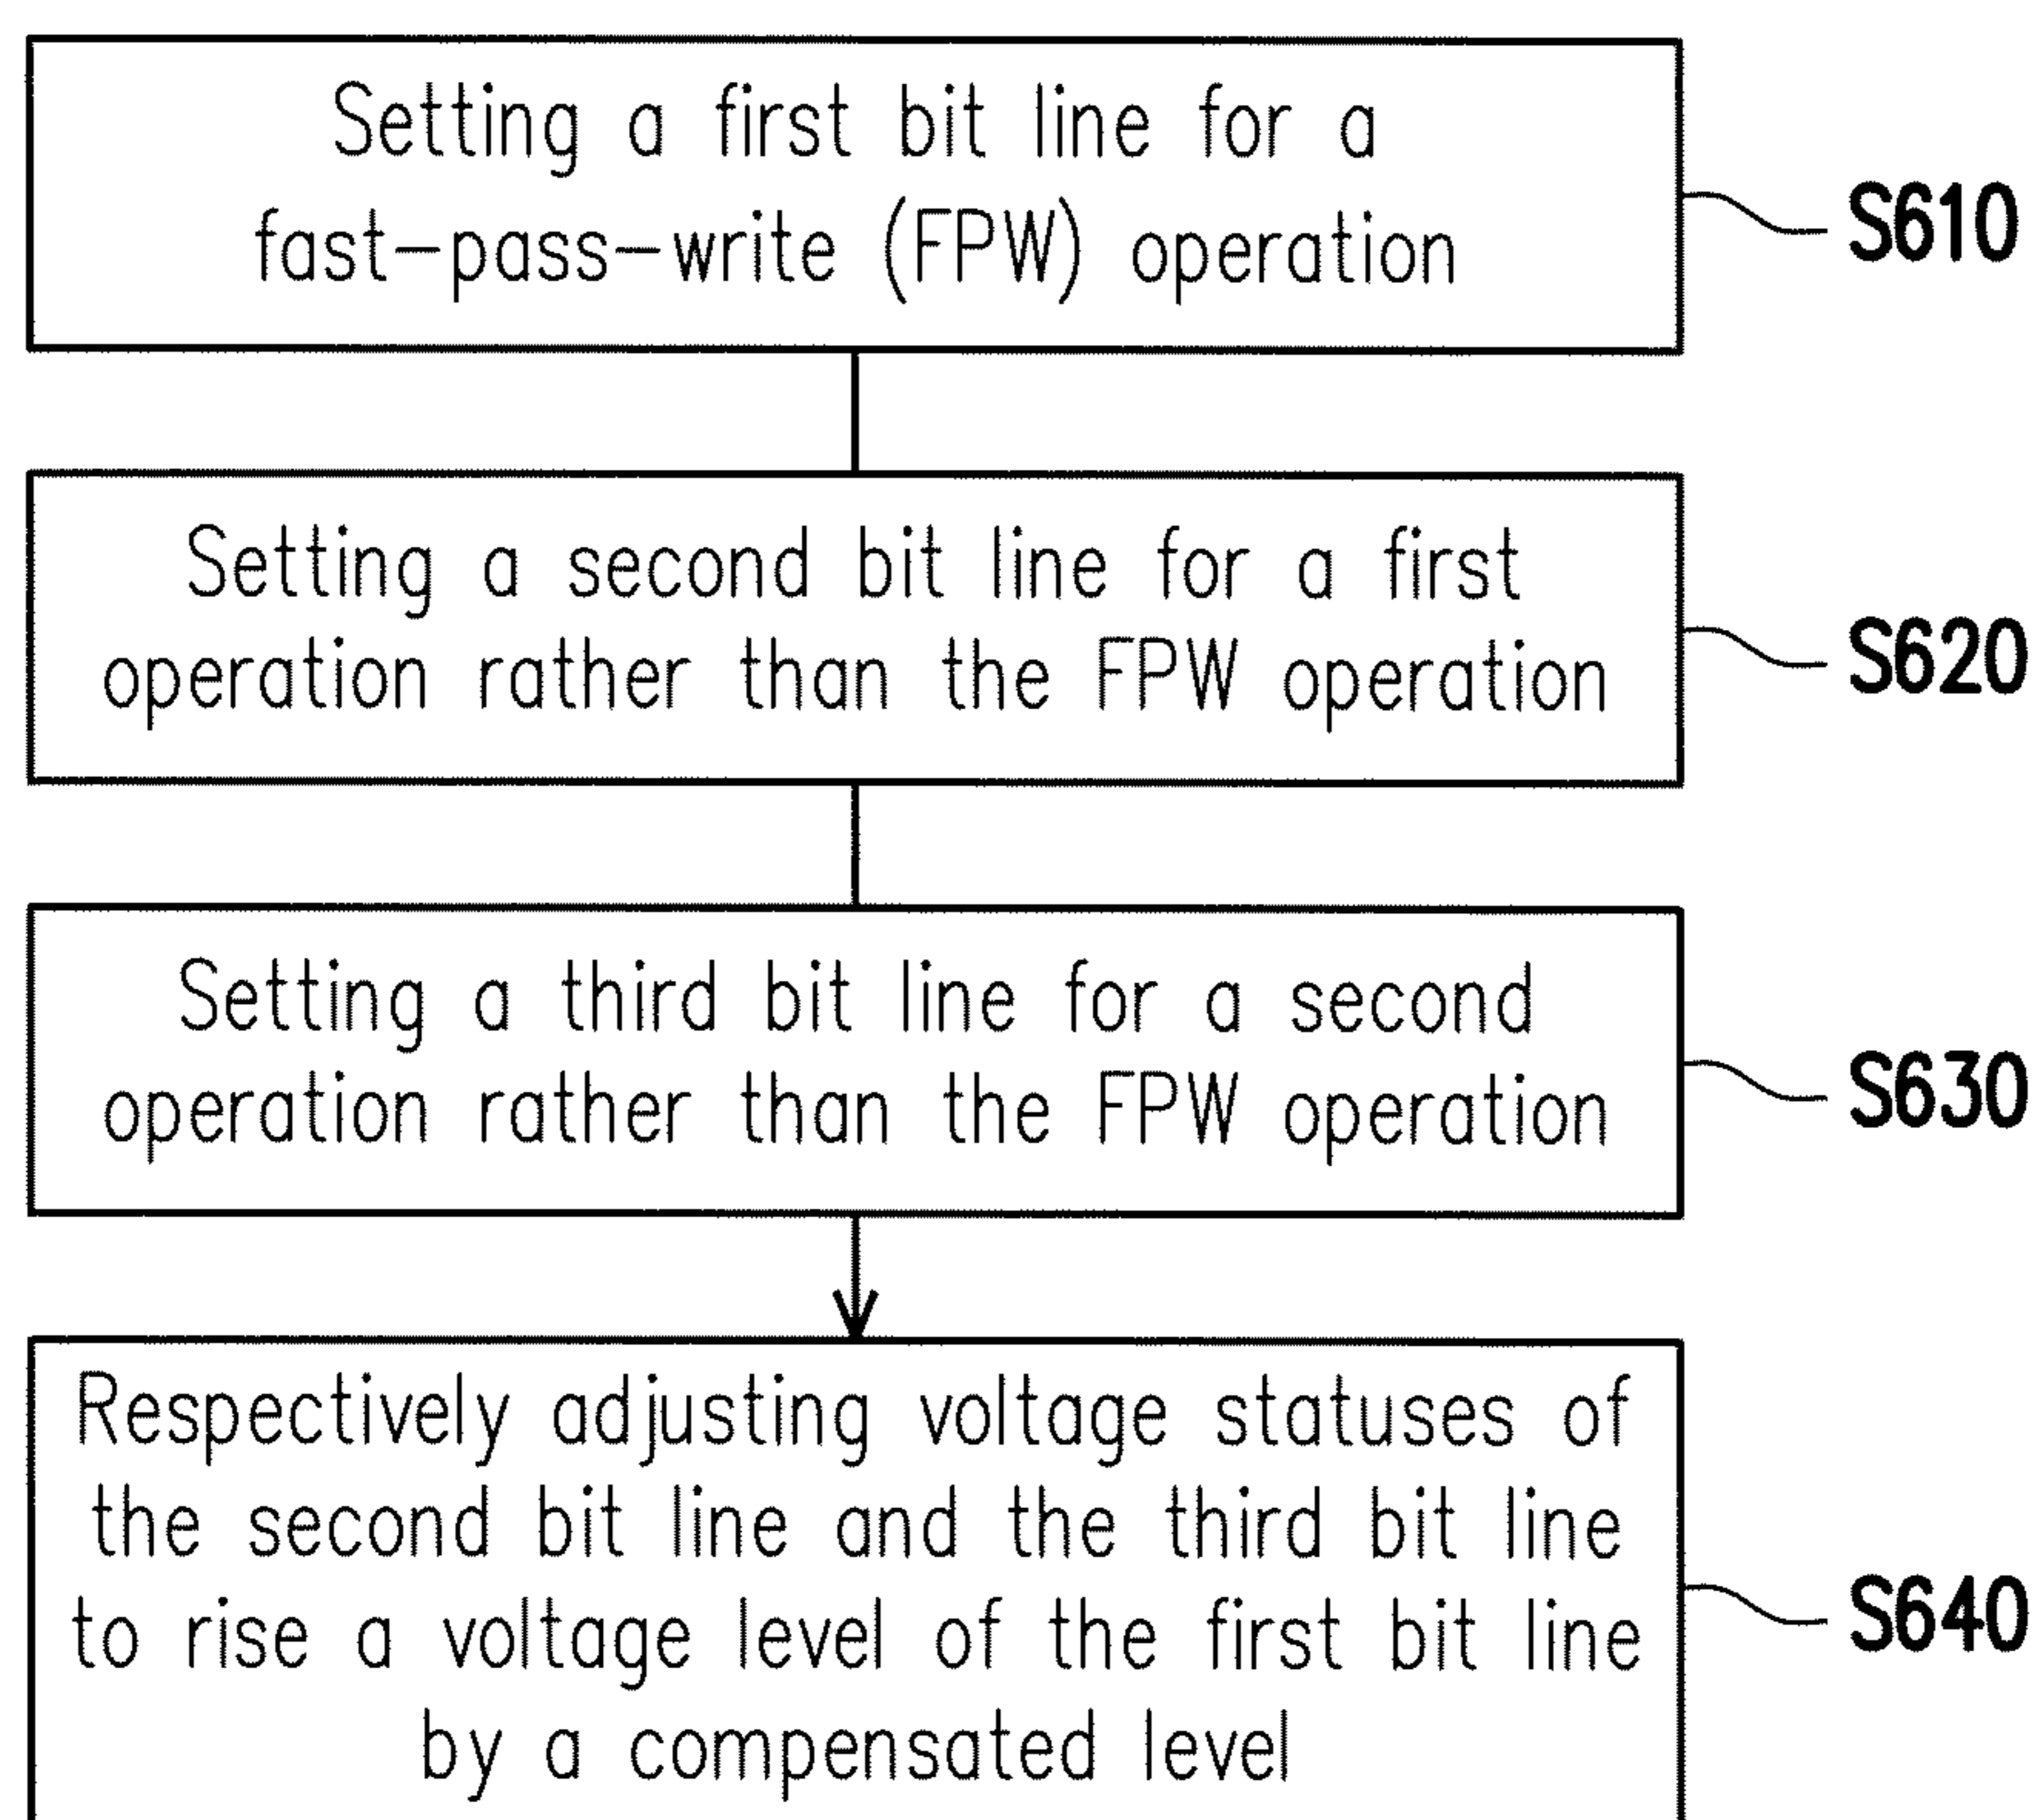 Setting a first bit line for a
fast-pass-write (FPW) operation
S610
Setting a second bit line for a first
operation rather than the FPW operation
S620
Setting a third bit line for a second
operation rather than the FPW operation
S630
Respectively adjusting voltage statuses of
the second bit line and the third bit line
to rise a voltage level of the first bit line
by a compensated level
S640